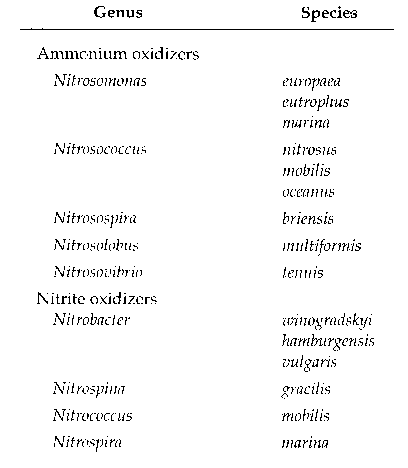 Genus Species
Ammonium oxidizers
Nitrosomonas europaea
eutrophus
marina
Nitrosococcus nitrosus
mobilis
oceanus
Nitrosospira briensis
Nitrosolobus multiformis
Nitrosovibrio tenuis
Nitrite oxidizers
Nitrobacter winogradskyi
hamburgensis
vulgaris
Nitrospina gracilis
Nitrococcus mobilis
Nitrospira marina